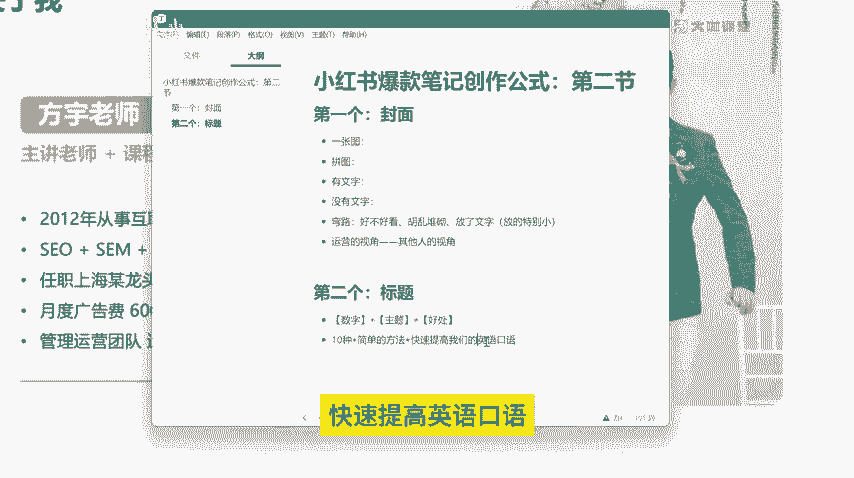 方宇老师
主讲老师 + 课程
2012年从事互联
SEO + SEM +
任职上海某龙头
月度广告费 600
管理运营团队
编辑(E) 段落(P) 格式(O) 视图(V) 主题(T) 帮助(H)
文件 大纲
小红书爆款笔记创作公式：第二节
第一个：封面
第二个：标题
小红书爆款笔记创作公式：第二节
第一个：封面
一张图：
拼图：
有文字：
没有文字：
弯路：好不好看、胡乱堆砌、放了文字（放的特别小）
运营的视角——其他人的视角
第二个：标题
【数字】+【主题】+【好处】
10种+简单的方法+快速提高我们的英语口语
快速提高英语口语